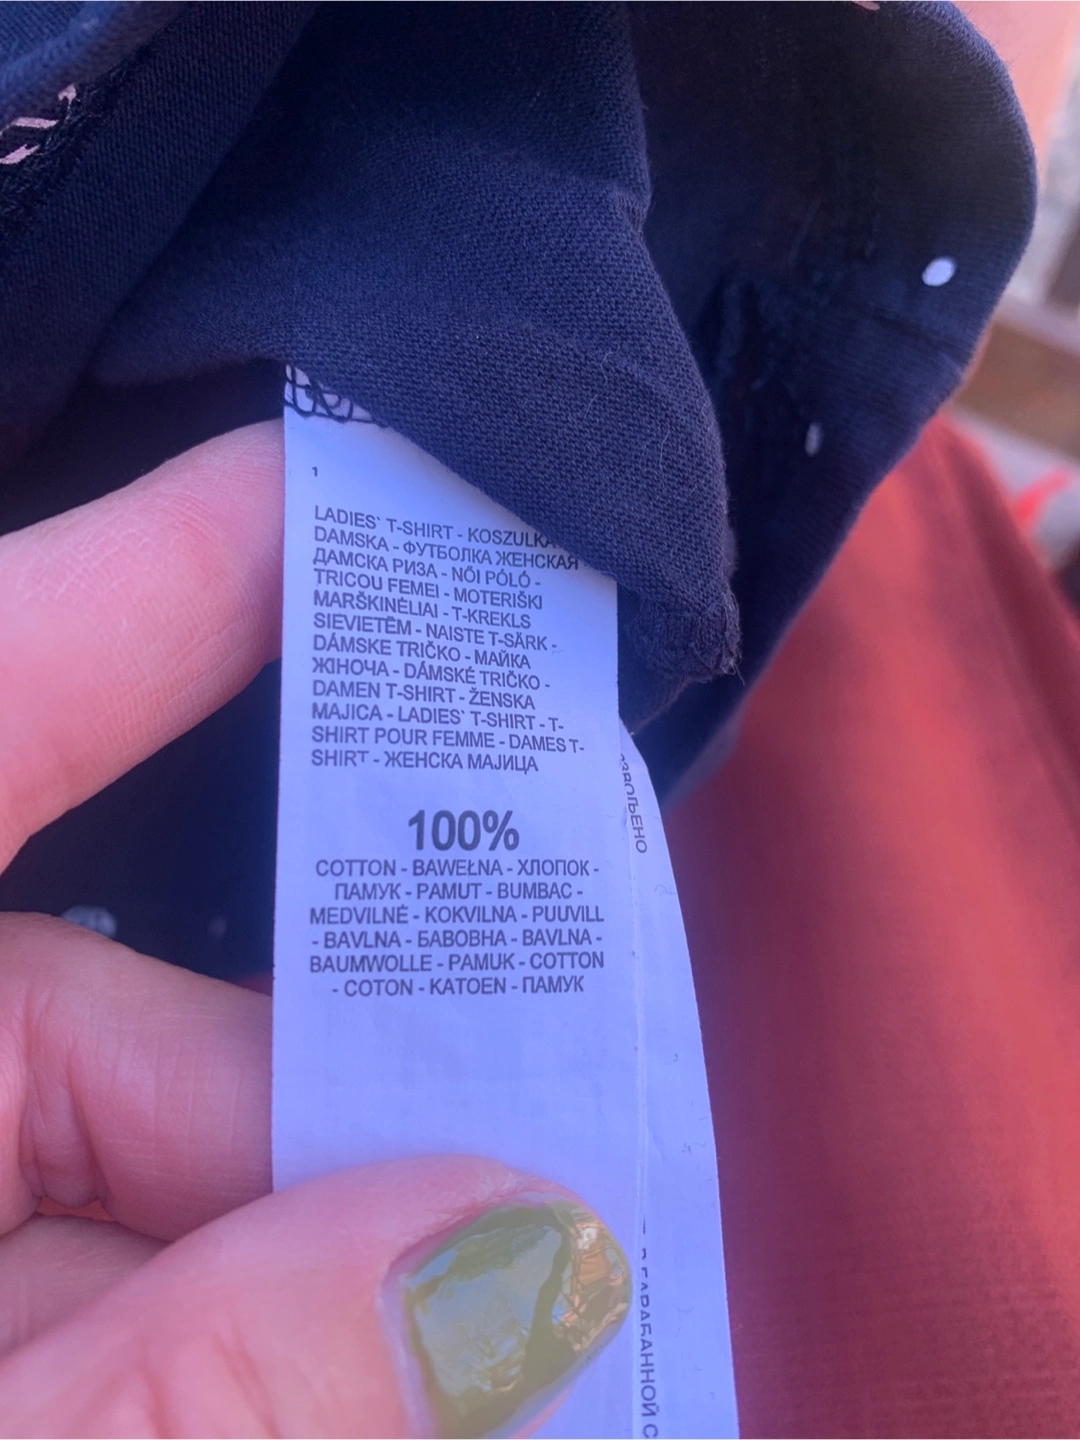 1
LADIES` T-SHIRT - KOSZULKA
DAMSKA - ФУТБОЛКА ЖЕНСКАЯ -
ДАМСКА РИЗА - NŐI PÓLÓ -
TRICOU FEMEI - MOTERIŠKI
MARŠKINĖLIAI - T-KREKLS
SIEVIETĒM - NAISTE T-SÄRK -
DÁMSKE TRIČKO - МАЙКА
ЖІНОЧА - DÁMSKÉ TRIČKO -
DAMEN T-SHIRT - ŽENSKA
MAJICA - LADIES` T-SHIRT - T-
SHIRT POUR FEMME - DAMES T-
SHIRT - ЖЕНСКА МАЈИЦА
100%
COTTON - BAWEŁNA - ХЛОПОК -
ПАМУК - PAMUT - BUMBAC -
MEDVILNĖ - KOKVILNA - PUUVILL
- BAVLNA - БАВОВНА - BAVLNA -
BAUMWOLLE - PAMUK - COTTON
- COTON - KATOEN - ПАМУК